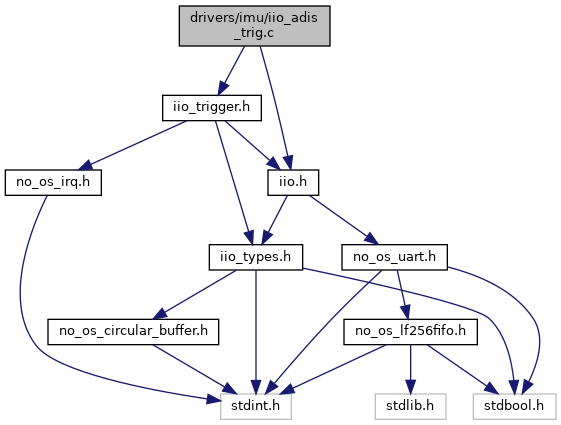 drivers/imu/iio_adis
_trig.c
iio_trigger.h
no_os_irq.h
iio.h
iio_types.h
no_os_uart.h
no_os_circular_buffer.h
no_os_lf256fifo.h
stdint.h
stdlib.h
stdbool.h